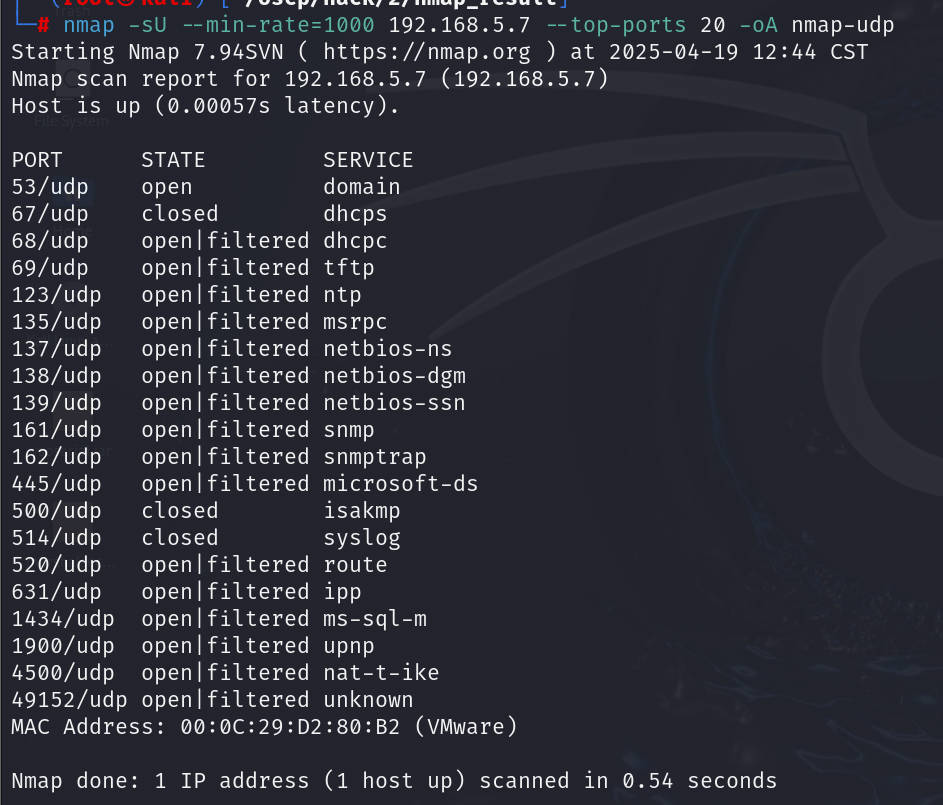 (root㉿kali) [ /oscp/hack/2/nmap_result]
# nmap -sU --min-rate=1000 192.168.5.7 --top-ports 20 -oA nmap-udp
Starting Nmap 7.94SVN ( https://nmap.org ) at 2025-04-19 12:44 CST
Nmap scan report for 192.168.5.7 (192.168.5.7)
Host is up (0.00057s latency).
File System
PORT STATE SERVICE
53/udp open domain
67/udp closed dhcps
68/udp open|filtered dhcpc
69/udp open|filtered tftp
123/udp open|filtered ntp
135/udp open|filtered msrpc
137/udp open|filtered netbios-ns
138/udp open|filtered netbios-dgm
139/udp open|filtered netbios-ssn
161/udp open|filtered snmp
162/udp open|filtered snmptrap
445/udp open|filtered microsoft-ds
500/udp closed isakmp
514/udp closed syslog
520/udp open|filtered route
631/udp open|filtered ipp
1434/udp open|filtered ms-sql-m
1900/udp open|filtered upnp
4500/udp open|filtered nat-t-ike
49152/udp open|filtered unknown
MAC Address: 00:0C:29:D2:80:B2 (VMware)
Nmap done: 1 IP address (1 host up) scanned in 0.54 seconds